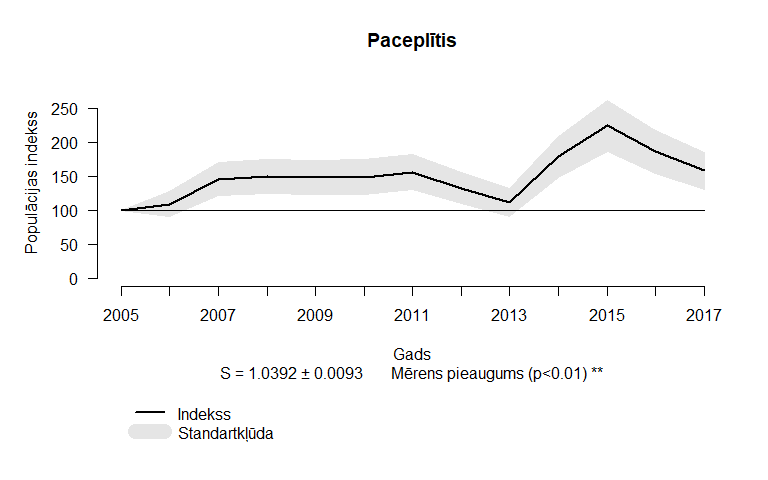 Paceplītis
Populācijas indekss
250
200
150
100
50
0
2005 2007 2009 2011 2013 2015 2017
Gads
S = 1.0392 ± 0.0093 Mērens pieaugums (p<0.01) **
Indekss
Standartkļūda